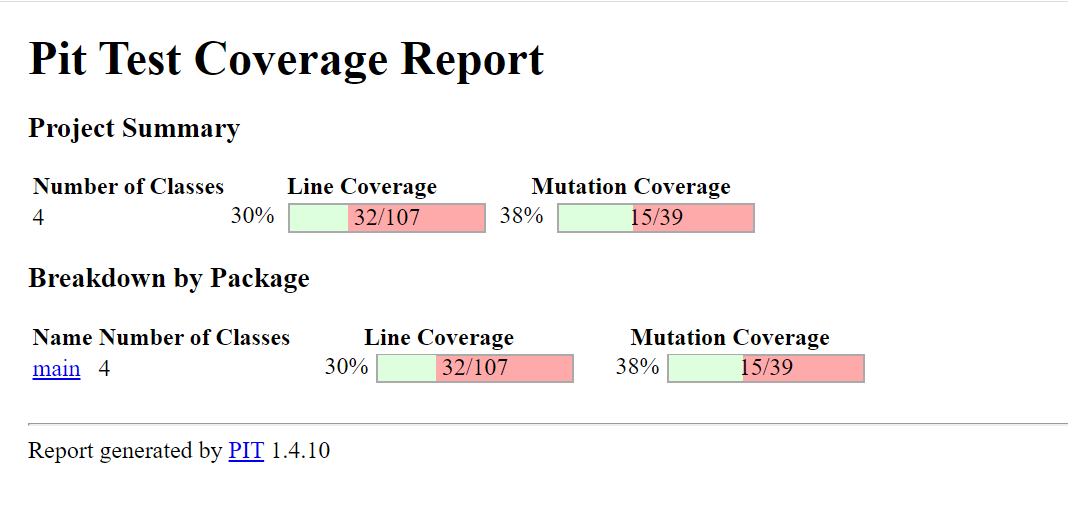 Pit Test Coverage Report
Project Summary
Number of Classes Line Coverage Mutation Coverage
4 30% 32/107 38% 15/39
Breakdown by Package
Name Number of Classes Line Coverage Mutation Coverage
main 4 30% 32/107 38% 15/39
Report generated by PIT 1.4.10